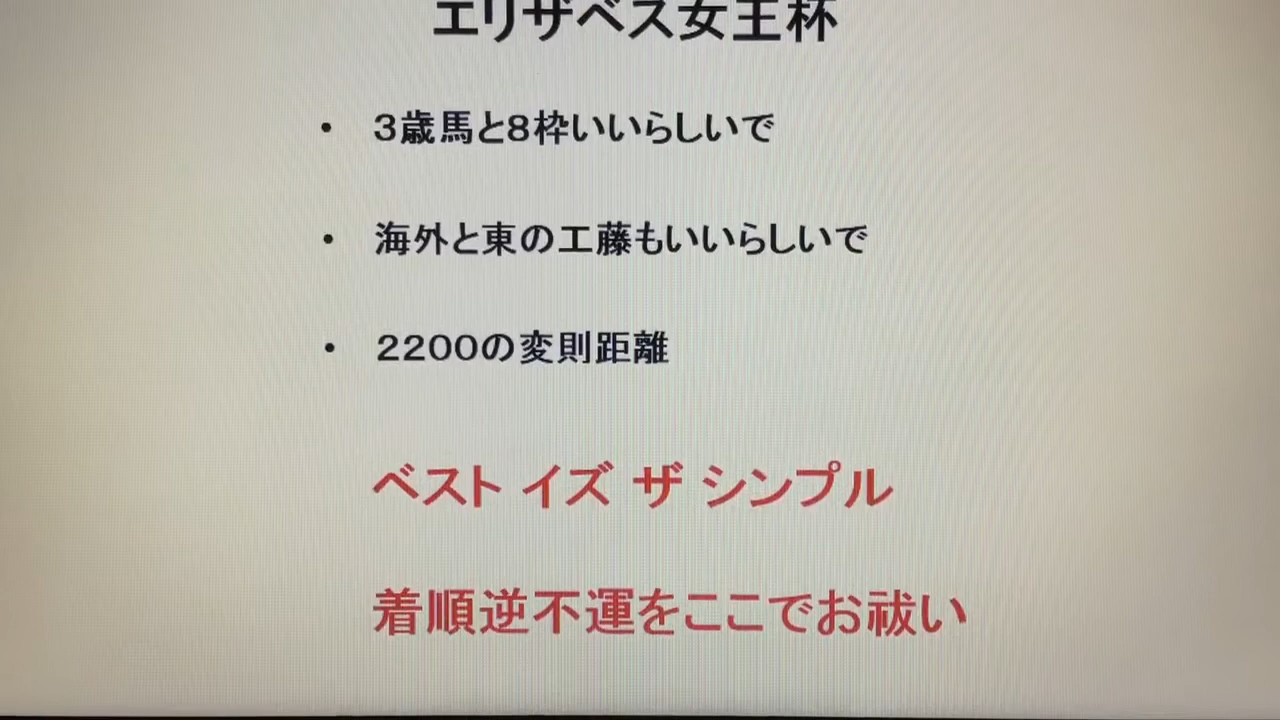 エリザベス女王杯
・ 3歳馬と8枠いいらしいで
・ 海外と東の工藤もいいらしいで
・ 2200の変則距離
ベスト イズ ザ シンプル
着順逆不運をここでお祓い